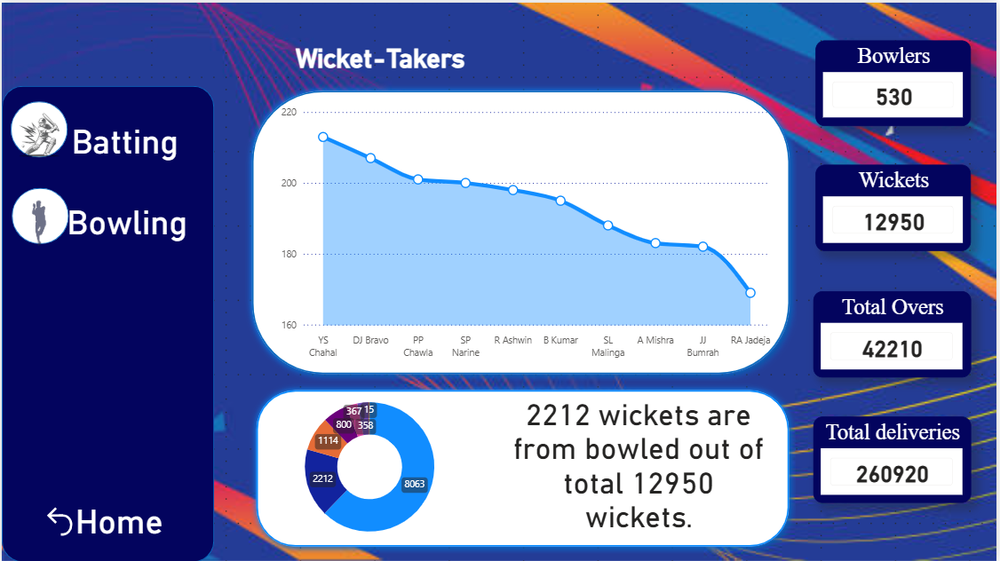 Wicket-Takers
Batting
Bowling
Home
220
200
180
160
YS
Chahal
DJ Bravo
PP
Chawla
SP
Narine
R Ashwin
B Kumar
SL
Malinga
A Mishra
JJ
Bumrah
RA Jadeja
367
15
800
358
1114
2212
8063
2212 wickets are
from bowled out of
total 12950
wickets.
Bowlers
530
Wickets
12950
Total Overs
42210
Total deliveries
260920